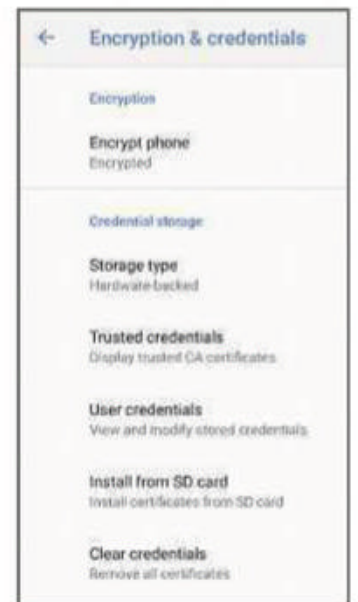 Encryption & credentials
Encryption
Encrypt phone
Encrypted
Credential storage
Storage type
Hardware-backed
Trusted credentials
Display trusted CA certificates
User credentials
View and modify stored credentials
Install from SD card
Install certificates from SD card
Clear credentials
Remove all certificates